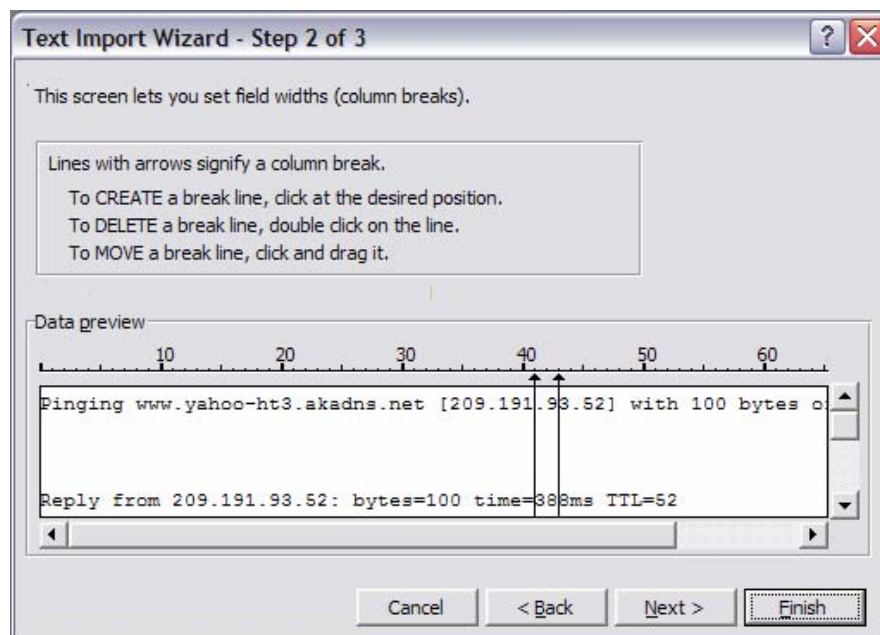 Text Import Wizard - Step 2 of 3
This screen lets you set field widths (column breaks).
Lines with arrows signify a column break.
To CREATE a break line, click at the desired position.
To DELETE a break line, double click on the line.
To MOVE a break line, click and drag it.
Data preview
10 20 30 40 50 60
Pinging www.yahoo-ht3.akadns.net [209.191.93.52] with 100 bytes o
Reply from 209.191.93.52: bytes=100 time=388ms TTL=52
Cancel < Back Next > Finish